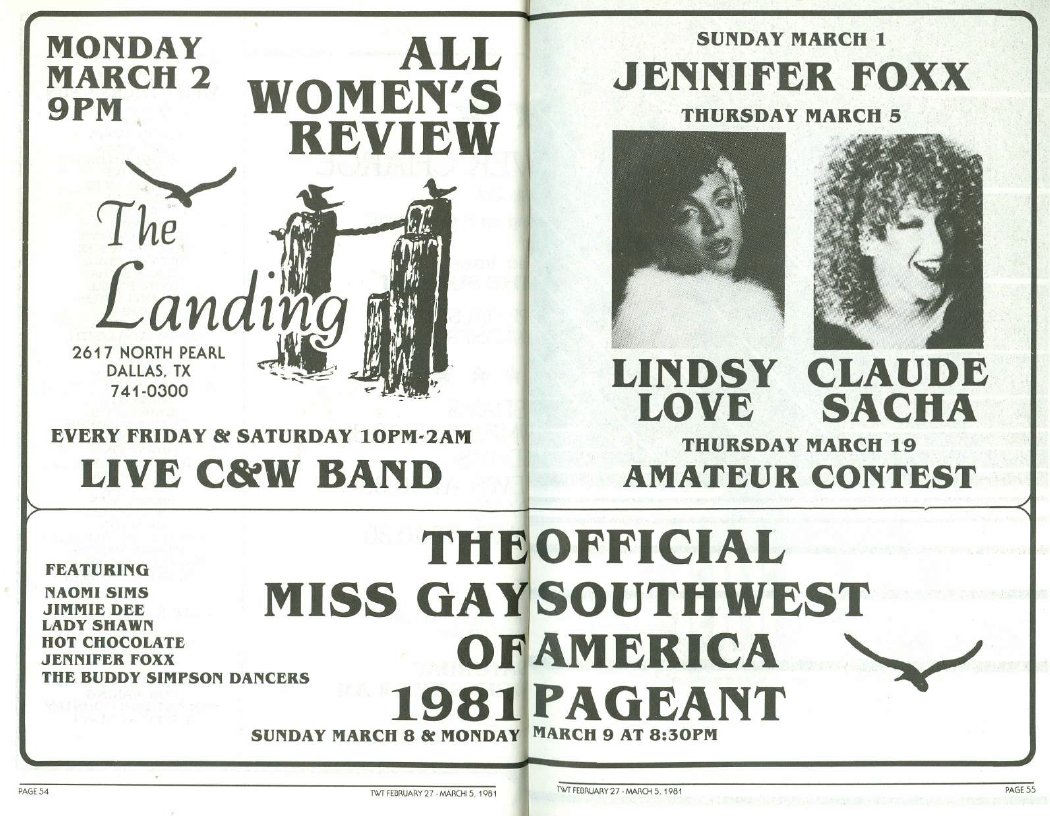 MONDAY
MARCH 2
9PM
ALL
WOMEN'S
REVIEW
The
Landing
2617 NORTH PEARL
DALLAS, TX
741-0300
EVERY FRIDAY & SATURDAY 10PM-2AM
LIVE C&W BAND
SUNDAY MARCH 1
JENNIFER FOXX
THURSDAY MARCH 5
LINDSY
LOVE
CLAUDE
SACHA
THURSDAY MARCH 19
AMATEUR CONTEST
FEATURING
NAOMI SIMS
JIMMIE DEE
LADY SHAWN
HOT CHOCOLATE
JENNIFER FOXX
THE BUDDY SIMPSON DANCERS
THE OFFICIAL
MISS GAY SOUTHWEST
OF AMERICA
1981 PAGEANT
SUNDAY MARCH 8 & MONDAY MARCH 9 AT 8:30PM
PAGE 54
TWT FEBRUARY 27 - MARCH 5, 1981
TWT FEBRUARY 27 - MARCH 5, 1981
PAGE 55